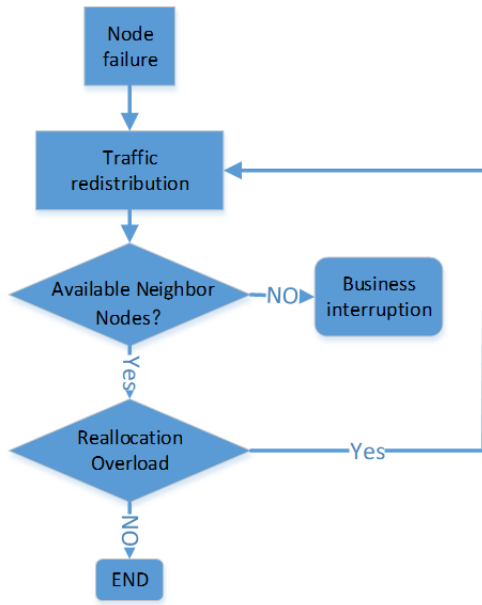 Node
failure
Traffic
redistribution
Available Neighbor
Nodes?
NO
Business
interruption
Yes
Reallocation
Overload
Yes
NO
END